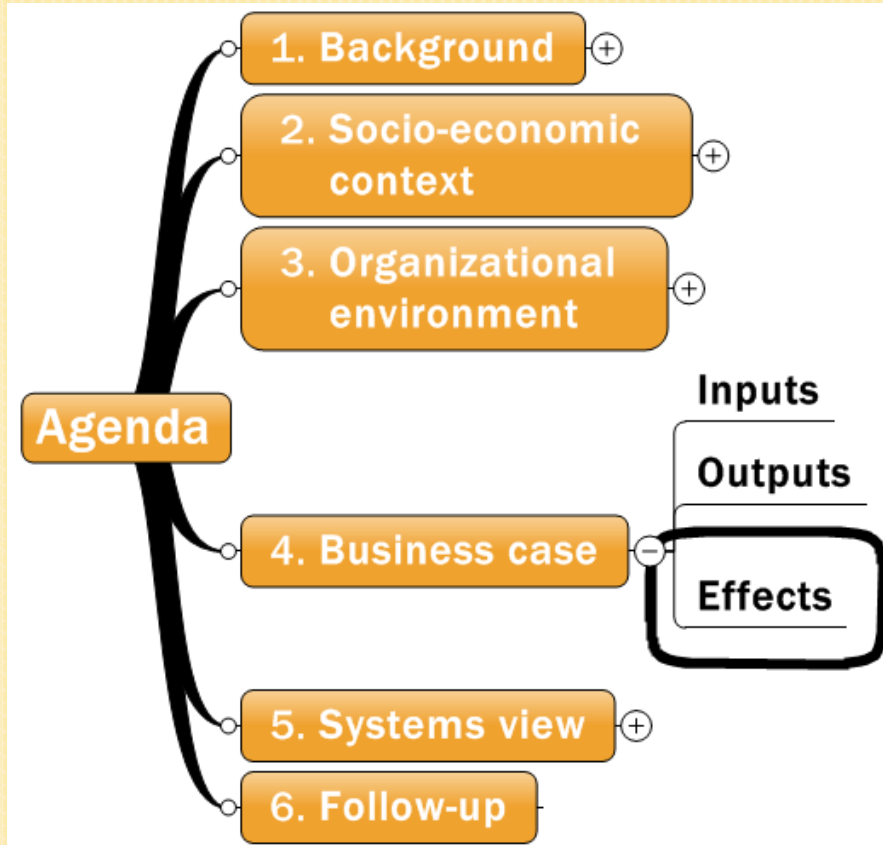 1. Background
2. Socio-economic
context
3. Organizational
environment
Agenda
Inputs
Outputs
4. Business case
Effects
5. Systems view
6. Follow-up